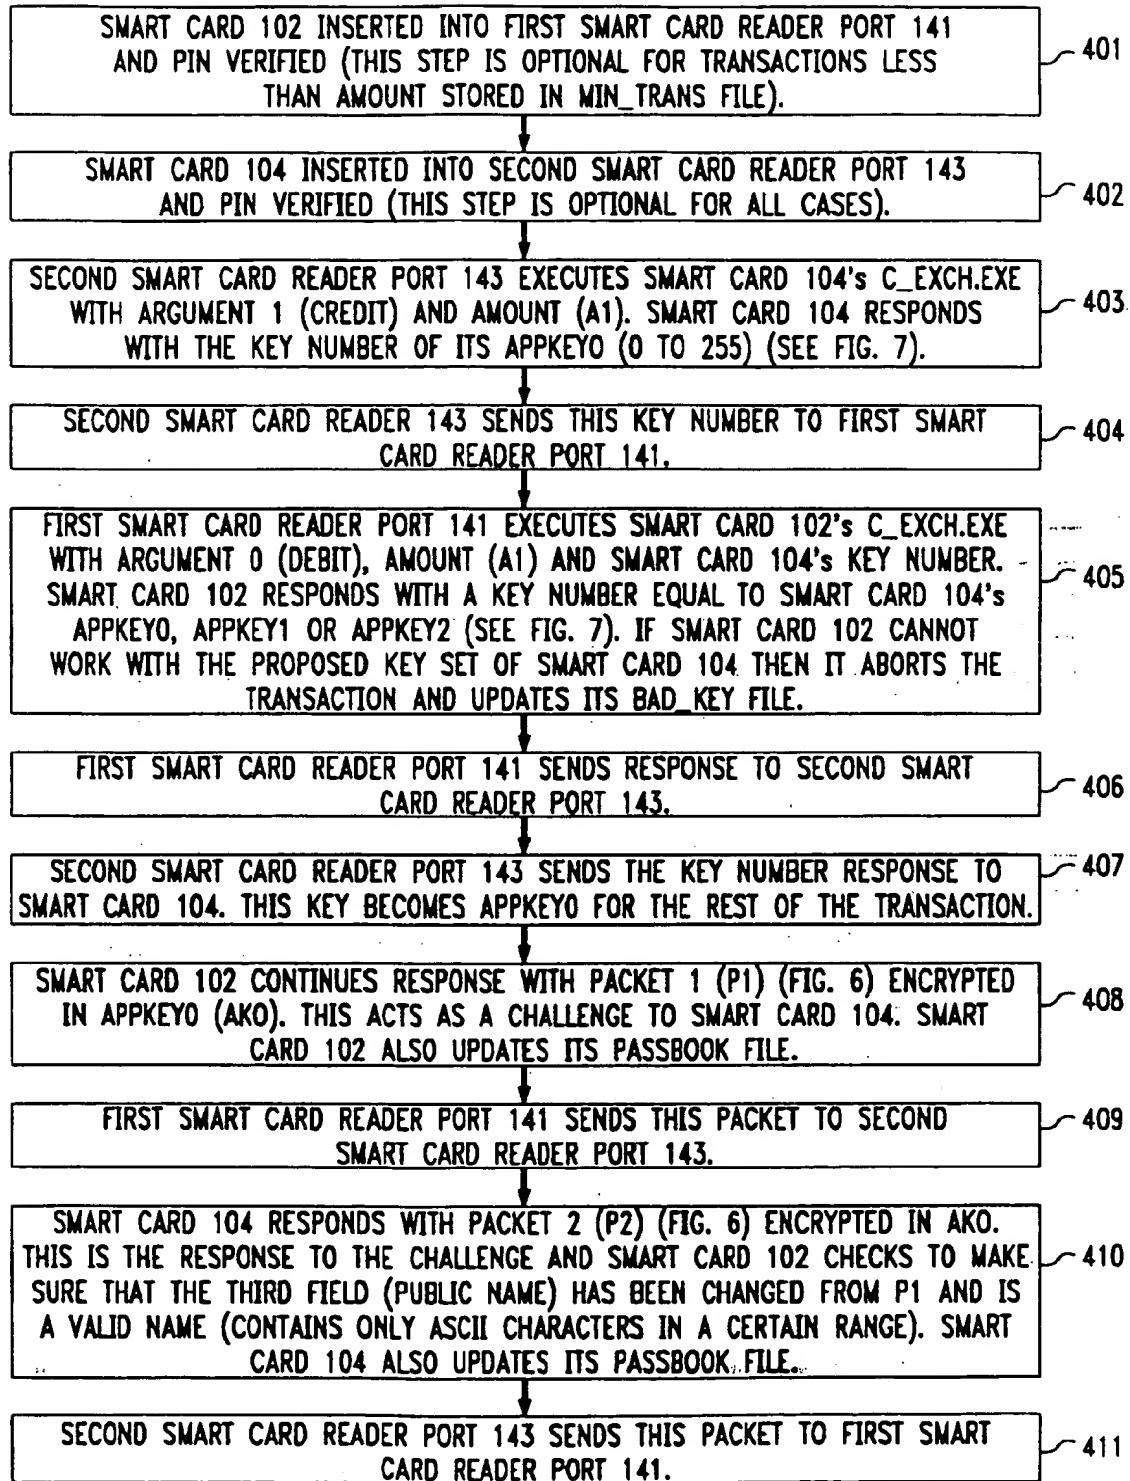 SMART CARD 102 INSERTED INTO FIRST SMART CARD READER PORT 141
AND PIN VERIFIED (THIS STEP IS OPTIONAL FOR TRANSACTIONS LESS
THAN AMOUNT STORED IN MIN_TRANS FILE).
401
SMART CARD 104 INSERTED INTO SECOND SMART CARD READER PORT 143
AND PIN VERIFIED (THIS STEP IS OPTIONAL FOR ALL CASES).
402
SECOND SMART CARD READER PORT 143 EXECUTES SMART CARD 104's C_EXCH.EXE
WITH ARGUMENT 1 (CREDIT) AND AMOUNT (A1). SMART CARD 104 RESPONDS
WITH THE KEY NUMBER OF ITS APPKEYO (0 TO 255) (SEE FIG. 7).
403
SECOND SMART CARD READER 143 SENDS THIS KEY NUMBER TO FIRST SMART
CARD READER PORT 141.
404
FIRST SMART CARD READER PORT 141 EXECUTES SMART CARD 102's C_EXCH.EXE
WITH ARGUMENT 0 (DEBIT), AMOUNT (A1) AND SMART CARD 104's KEY NUMBER.
SMART CARD 102 RESPONDS WITH A KEY NUMBER EQUAL TO SMART CARD 104's
APPKEY0, APPKEY1 OR APPKEY2 (SEE FIG. 7). IF SMART CARD 102 CANNOT
WORK WITH THE PROPOSED KEY SET OF SMART CARD 104 THEN IT ABORTS THE
TRANSACTION AND UPDATES ITS BAD_KEY FILE.
405
FIRST SMART CARD READER PORT 141 SENDS RESPONSE TO SECOND SMART
CARD READER PORT 143.
406
SECOND SMART CARD READER PORT 143 SENDS THE KEY NUMBER RESPONSE TO
SMART CARD 104. THIS KEY BECOMES APPKEYO FOR THE REST OF THE TRANSACTION.
407
SMART CARD 102 CONTINUES RESPONSE WITH PACKET 1 (P1) (FIG. 6) ENCRYPTED
IN APPKEYO (AKO). THIS ACTS AS A CHALLENGE TO SMART CARD 104. SMART
CARD 102 ALSO UPDATES ITS PASSBOOK FILE.
408
FIRST SMART CARD READER PORT 141 SENDS THIS PACKET TO SECOND
SMART CARD READER PORT 143.
409
SMART CARD 104 RESPONDS WITH PACKET 2 (P2) (FIG. 6) ENCRYPTED IN AKO.
THIS IS THE RESPONSE TO THE CHALLENGE AND SMART CARD 102 CHECKS TO MAKE
SURE THAT THE THIRD FIELD (PUBLIC NAME) HAS BEEN CHANGED FROM P1 AND IS
A VALID NAME (CONTAINS ONLY ASCII CHARACTERS IN A CERTAIN RANGE). SMART
CARD 104 ALSO UPDATES ITS PASSBOOK FILE.
410
SECOND SMART CARD READER PORT 143 SENDS THIS PACKET TO FIRST SMART
CARD READER PORT 141.
411